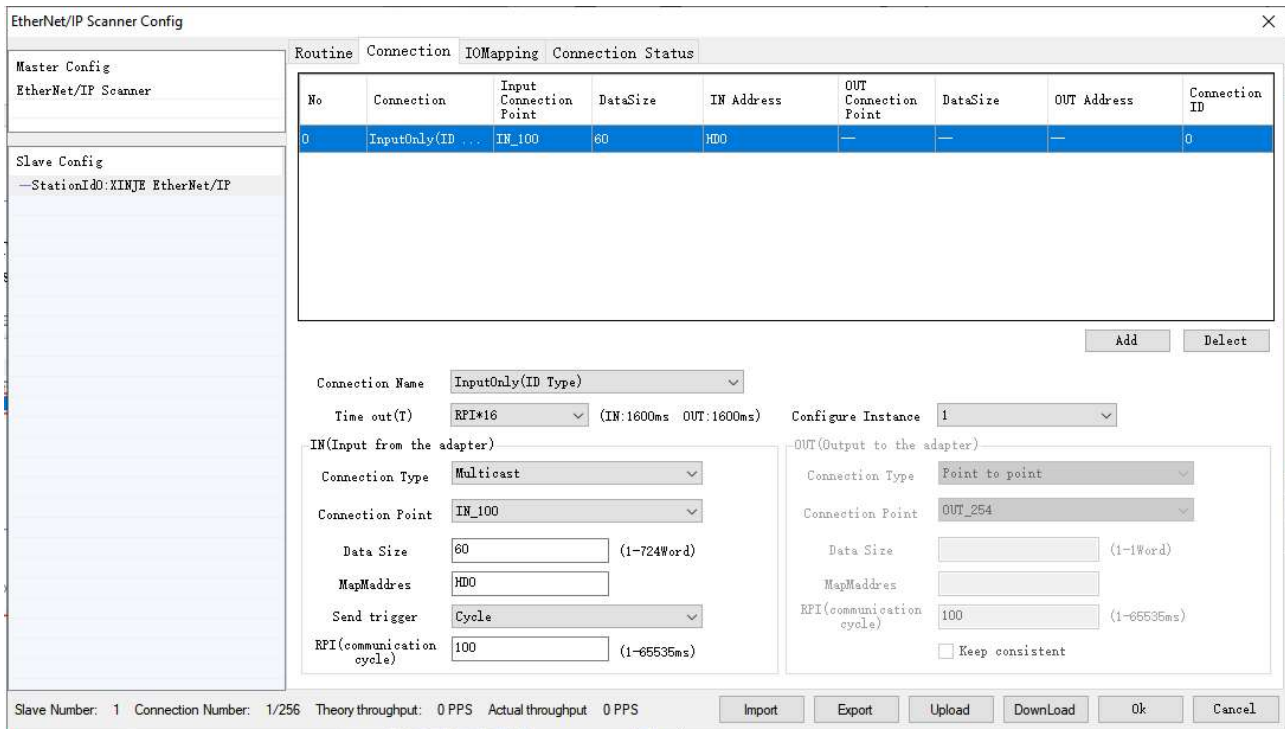 EtherNet/IP Scanner Config
Master Config
EtherNet/IP Scanner
Slave Config
—StationId0:XINJE EtherNet/IP
Routine Connection IOMapping Connection Status
No Connection Input Connection Point DataSize IN Address OUT Connection Point DataSize OUT Address Connection ID
0 InputOnly(ID ... IN_100 60 HD0 — — — 0
Add Delect
Connection Name InputOnly(ID Type)
Time out(T) RPI*16 (IN:1600ms OUT:1600ms) Configure Instance 1
IN(Input from the adapter)
Connection Type Multicast
Connection Point IN_100
Data Size 60 (1-724Word)
MapMaddres HD0
Send trigger Cycle
RPI(communication cycle) 100 (1-65535ms)
OUT(Output to the adapter)
Connection Type Point to point
Connection Point OUT_254
Data Size (1-1Word)
MapMaddres
RPI(communication cycle) 100 (1-65535ms)
Keep consistent
Slave Number: 1 Connection Number: 1/256 Theory throughput: 0 PPS Actual throughput 0 PPS Import Export Upload DownLoad Ok Cancel